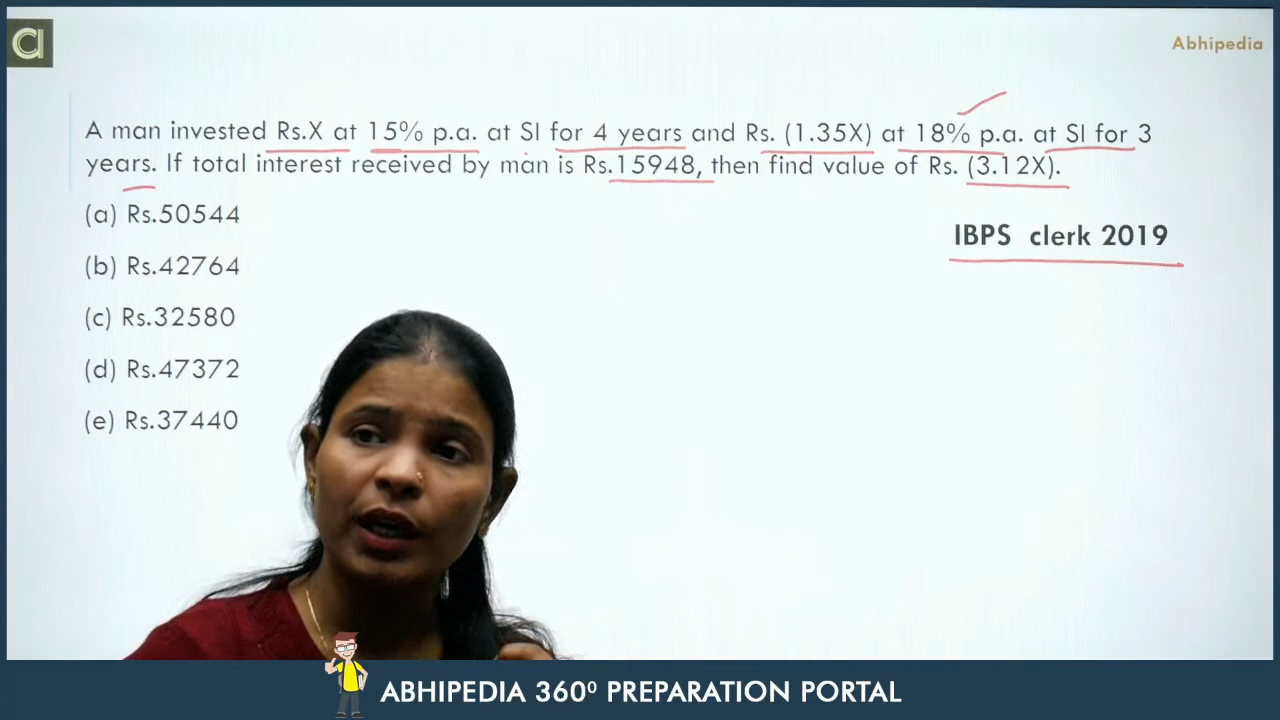 Abhipedia
A man invested Rs.X at 15% p.a. at SI for 4 years and Rs. (1.35X) at 18% p.a. at SI for 3
years. If total interest received by man is Rs.15948, then find value of Rs. (3.12X).
(a) Rs.50544
IBPS clerk 2019
(b) Rs.42764
(c) Rs.32580
(d) Rs.47372
(e) Rs.37440
ABHIPEDIA 360⁰ PREPARATION PORTAL